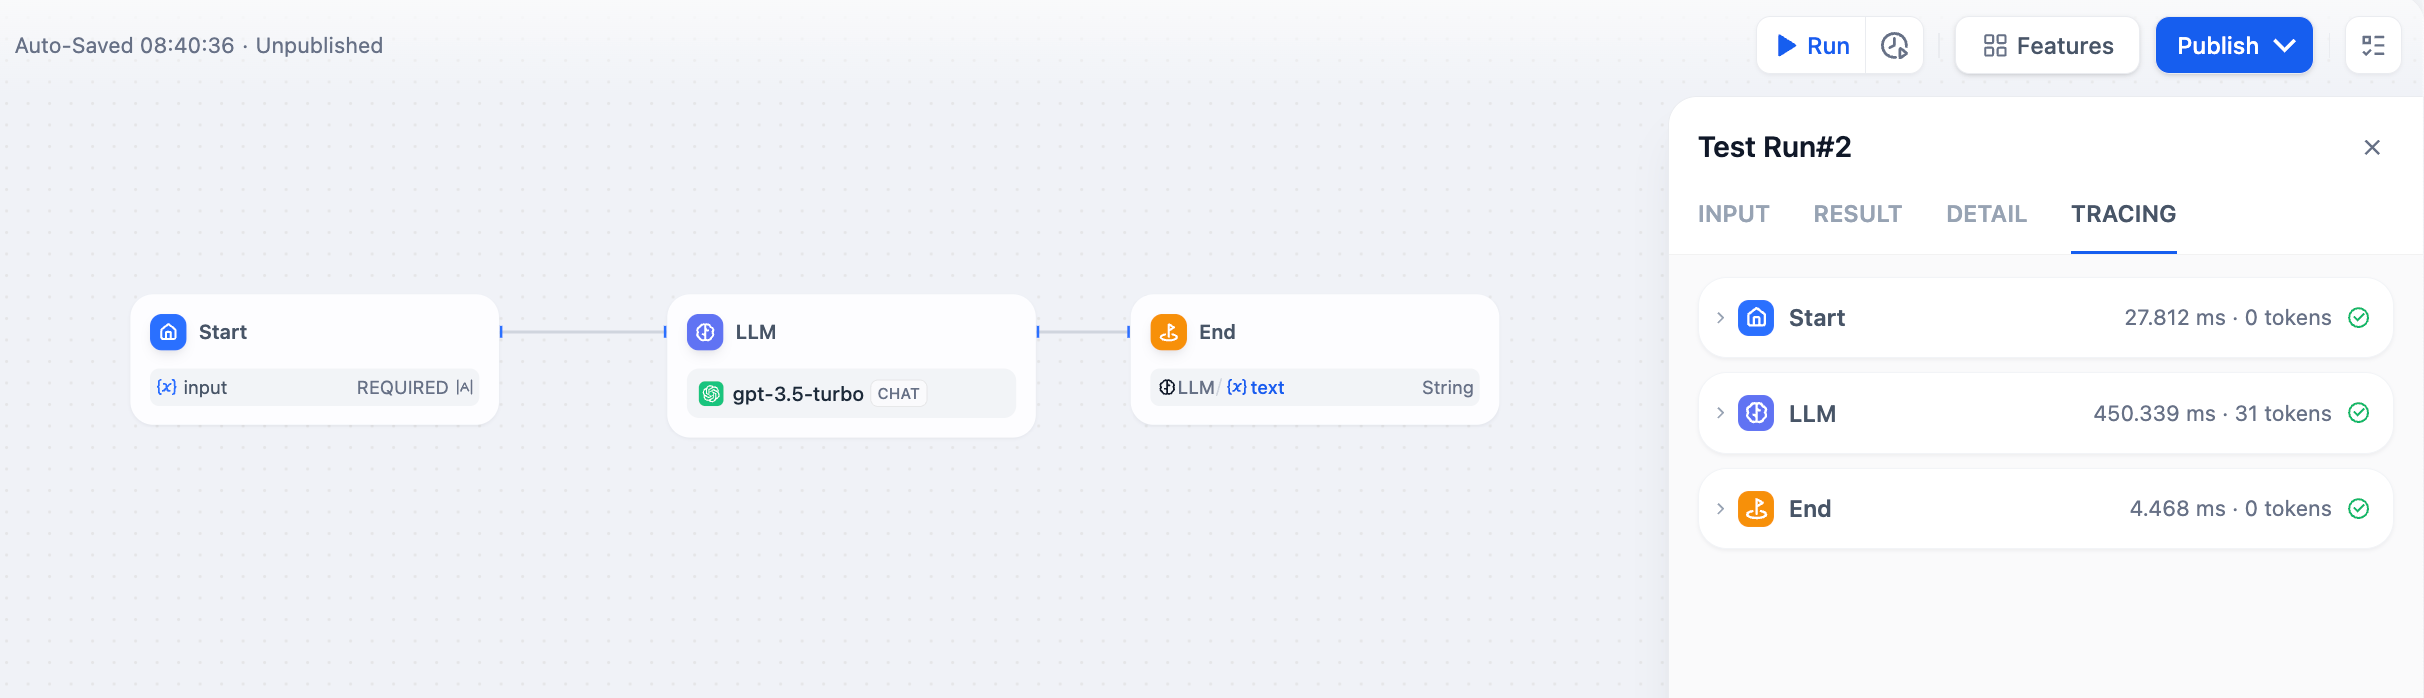 Auto-Saved 08:40:36 · Unpublished
Run
Features
Publish
Start
{x} input REQUIRED |A|
LLM
gpt-3.5-turbo CHAT
End
LLM/ {x} text String
Test Run#2
INPUT RESULT DETAIL TRACING
Start 27.812 ms · 0 tokens
LLM 450.339 ms · 31 tokens
End 4.468 ms · 0 tokens